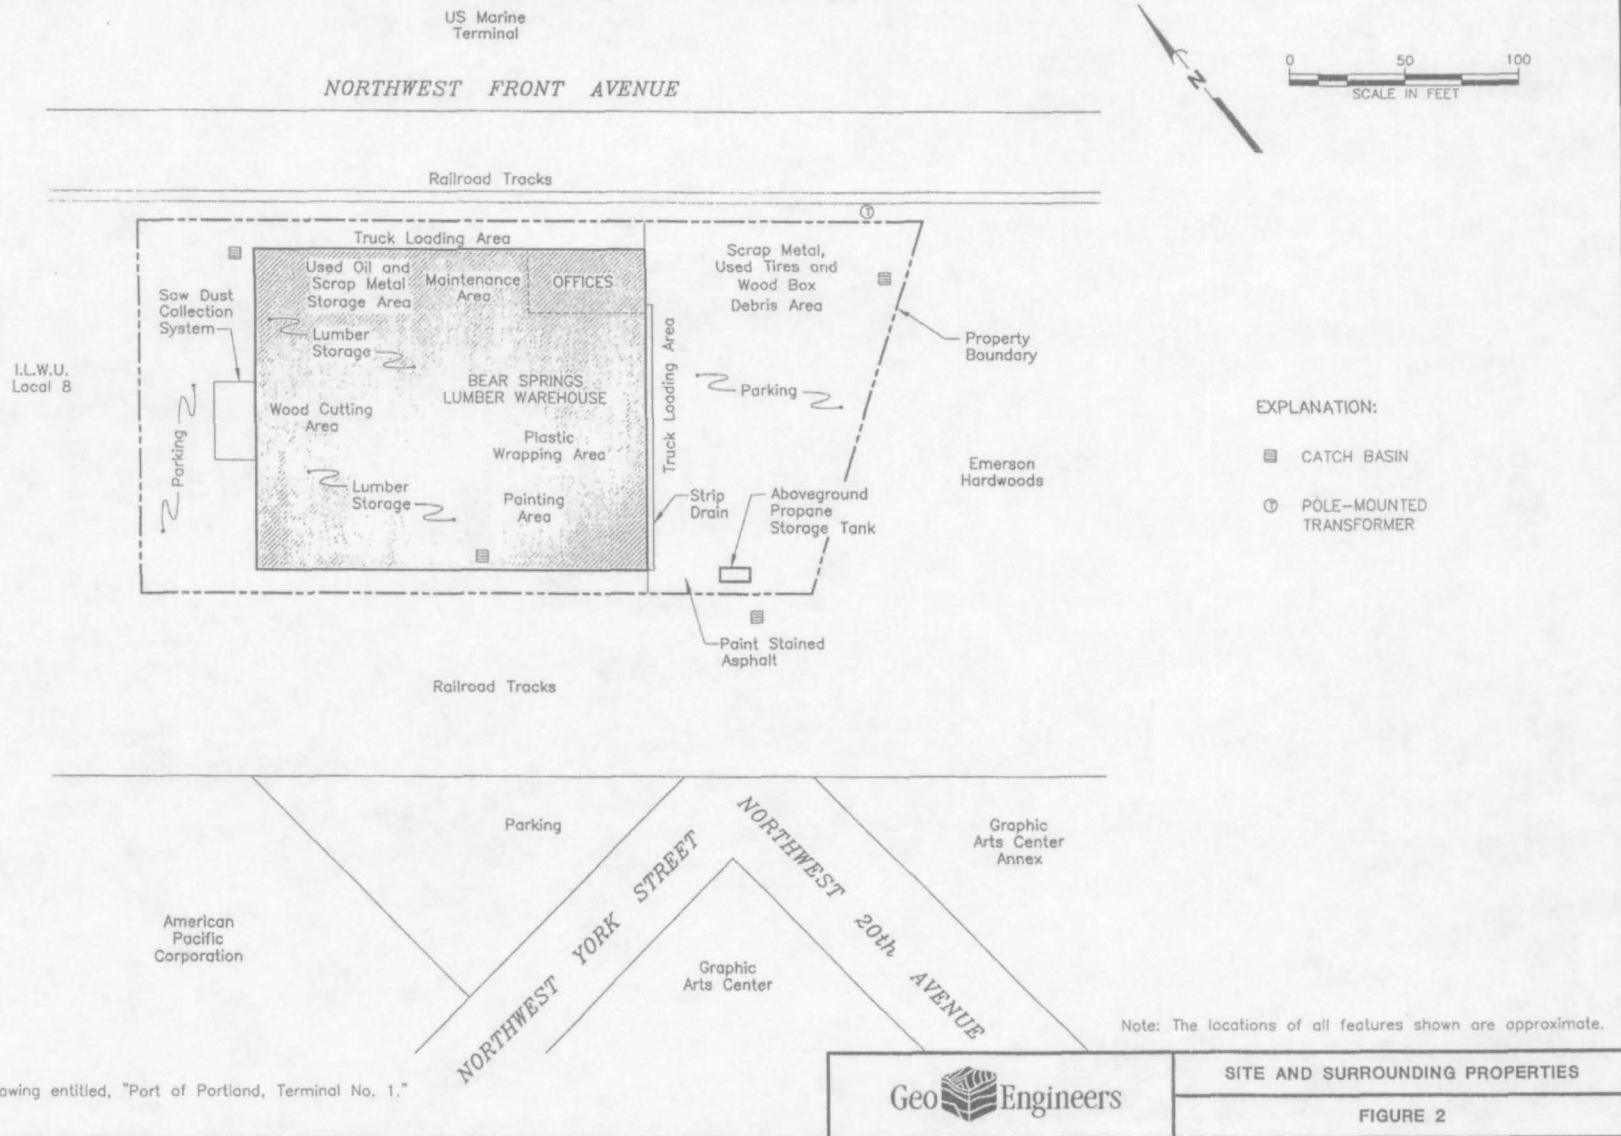 US Marine
Terminal
NORTHWEST FRONT AVENUE
N
0 50 100
SCALE IN FEET
Railroad Tracks
T
Truck Loading Area
Used Oil and
Scrap Metal
Storage Area
Maintenance
Area
OFFICES
Scrap Metal,
Used Tires and
Wood Box
Debris Area
Saw Dust
Collection
System
Lumber
Storage
Property
Boundary
I.L.W.U.
Local 8
BEAR SPRINGS
LUMBER WAREHOUSE
Truck Loading Area
Parking
Wood Cutting
Area
Parking
Plastic
Wrapping Area
Emerson
Hardwoods
EXPLANATION:
CATCH BASIN
T POLE-MOUNTED
TRANSFORMER
Lumber
Storage
Painting
Area
Strip
Drain
Aboveground
Propane
Storage Tank
Paint Stained
Asphalt
Railroad Tracks
Parking
NORTHWEST YORK STREET
NORTHWEST 20th AVENUE
Graphic
Arts Center
Annex
American
Pacific
Corporation
Graphic
Arts Center
Note: The locations of all features shown are approximate.
awing entitled, "Port of Portland, Terminal No. 1."
Geo Engineers
SITE AND SURROUNDING PROPERTIES
FIGURE 2